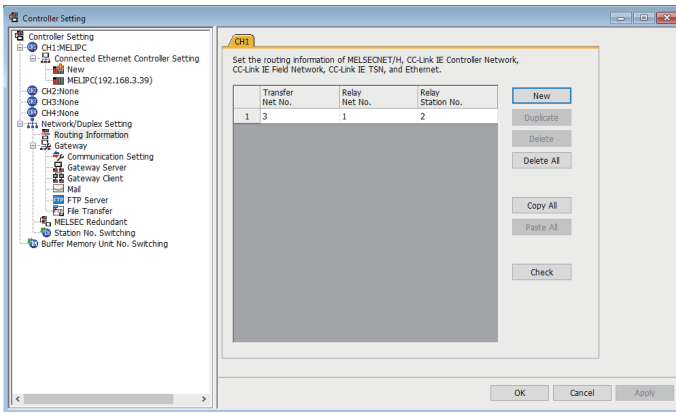 Controller Setting
Controller Setting
CH1:MELIPC
Connected Ethernet Controller Setting
New
MELIPC(192.168.3.39)
CH2:None
CH3:None
CH4:None
Network/Duplex Setting
Routing Information
Gateway
Communication Setting
Gateway Server
Gateway Client
Mail
FTP Server
File Transfer
MELSEC Redundant
Station No. Switching
Buffer Memory Unit No. Switching
CH1
Set the routing information of MELSECNET/H, CC-Link IE Controller Network,
CC-Link IE Field Network, CC-Link IE TSN, and Ethernet.
Transfer Net No. Relay Net No. Relay Station No.
1 3 1 2
New
Duplicate
Delete
Delete All
Copy All
Paste All
Check
OK Cancel Apply